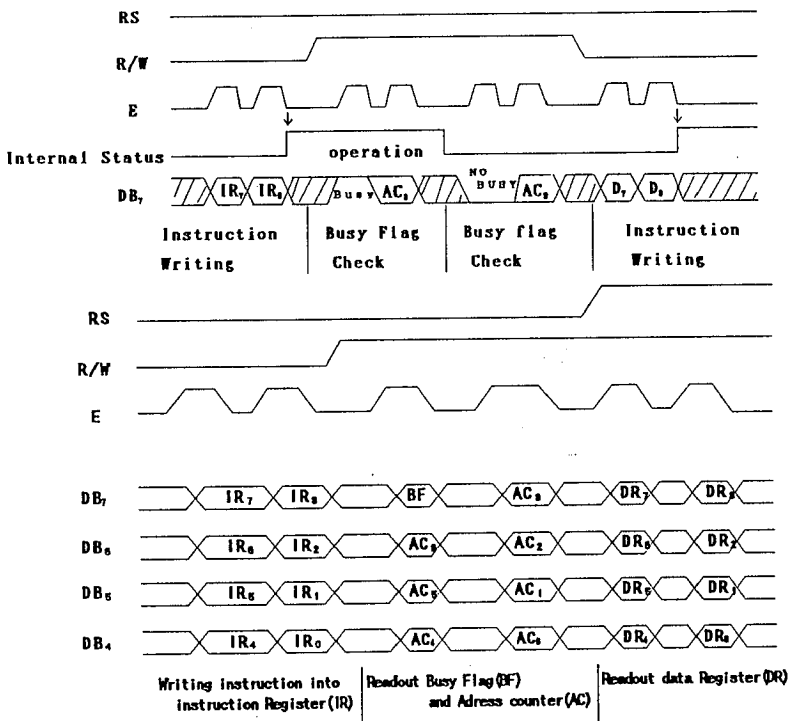 RS
R/W
E
Internal Status
operation
DB₇ IR₇ IR₃ Busy AC₃ NO BUSY AC₃ D₇ D₃
Instruction Writing
Busy Flag Check
Busy flag Check
Instruction Writing
RS
R/W
E
DB₇ IR₇ IR₃ BF AC₃ DR₇ DR₃
DB₆ IR₆ IR₂ AC₆ AC₂ DR₆ DR₂
DB₅ IR₅ IR₁ AC₅ AC₁ DR₅ DR₁
DB₄ IR₄ IR₀ AC₄ AC₀ DR₄ DR₀
Writing instruction into
instruction Register(IR)
Readout Busy Flag(BF)
and Adress counter(AC)
Readout data Register(DR)